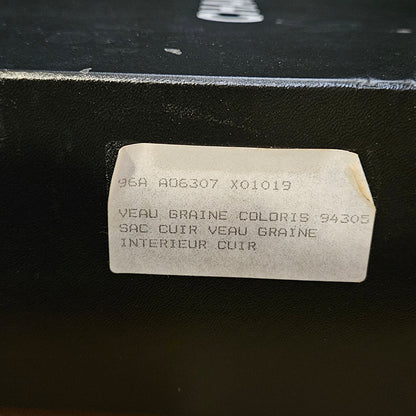 96A A06307 X01019
VEAU GRAINE COLORIS 94305
SAC CUIR VEAU GRAINE
INTERIEUR CUIR